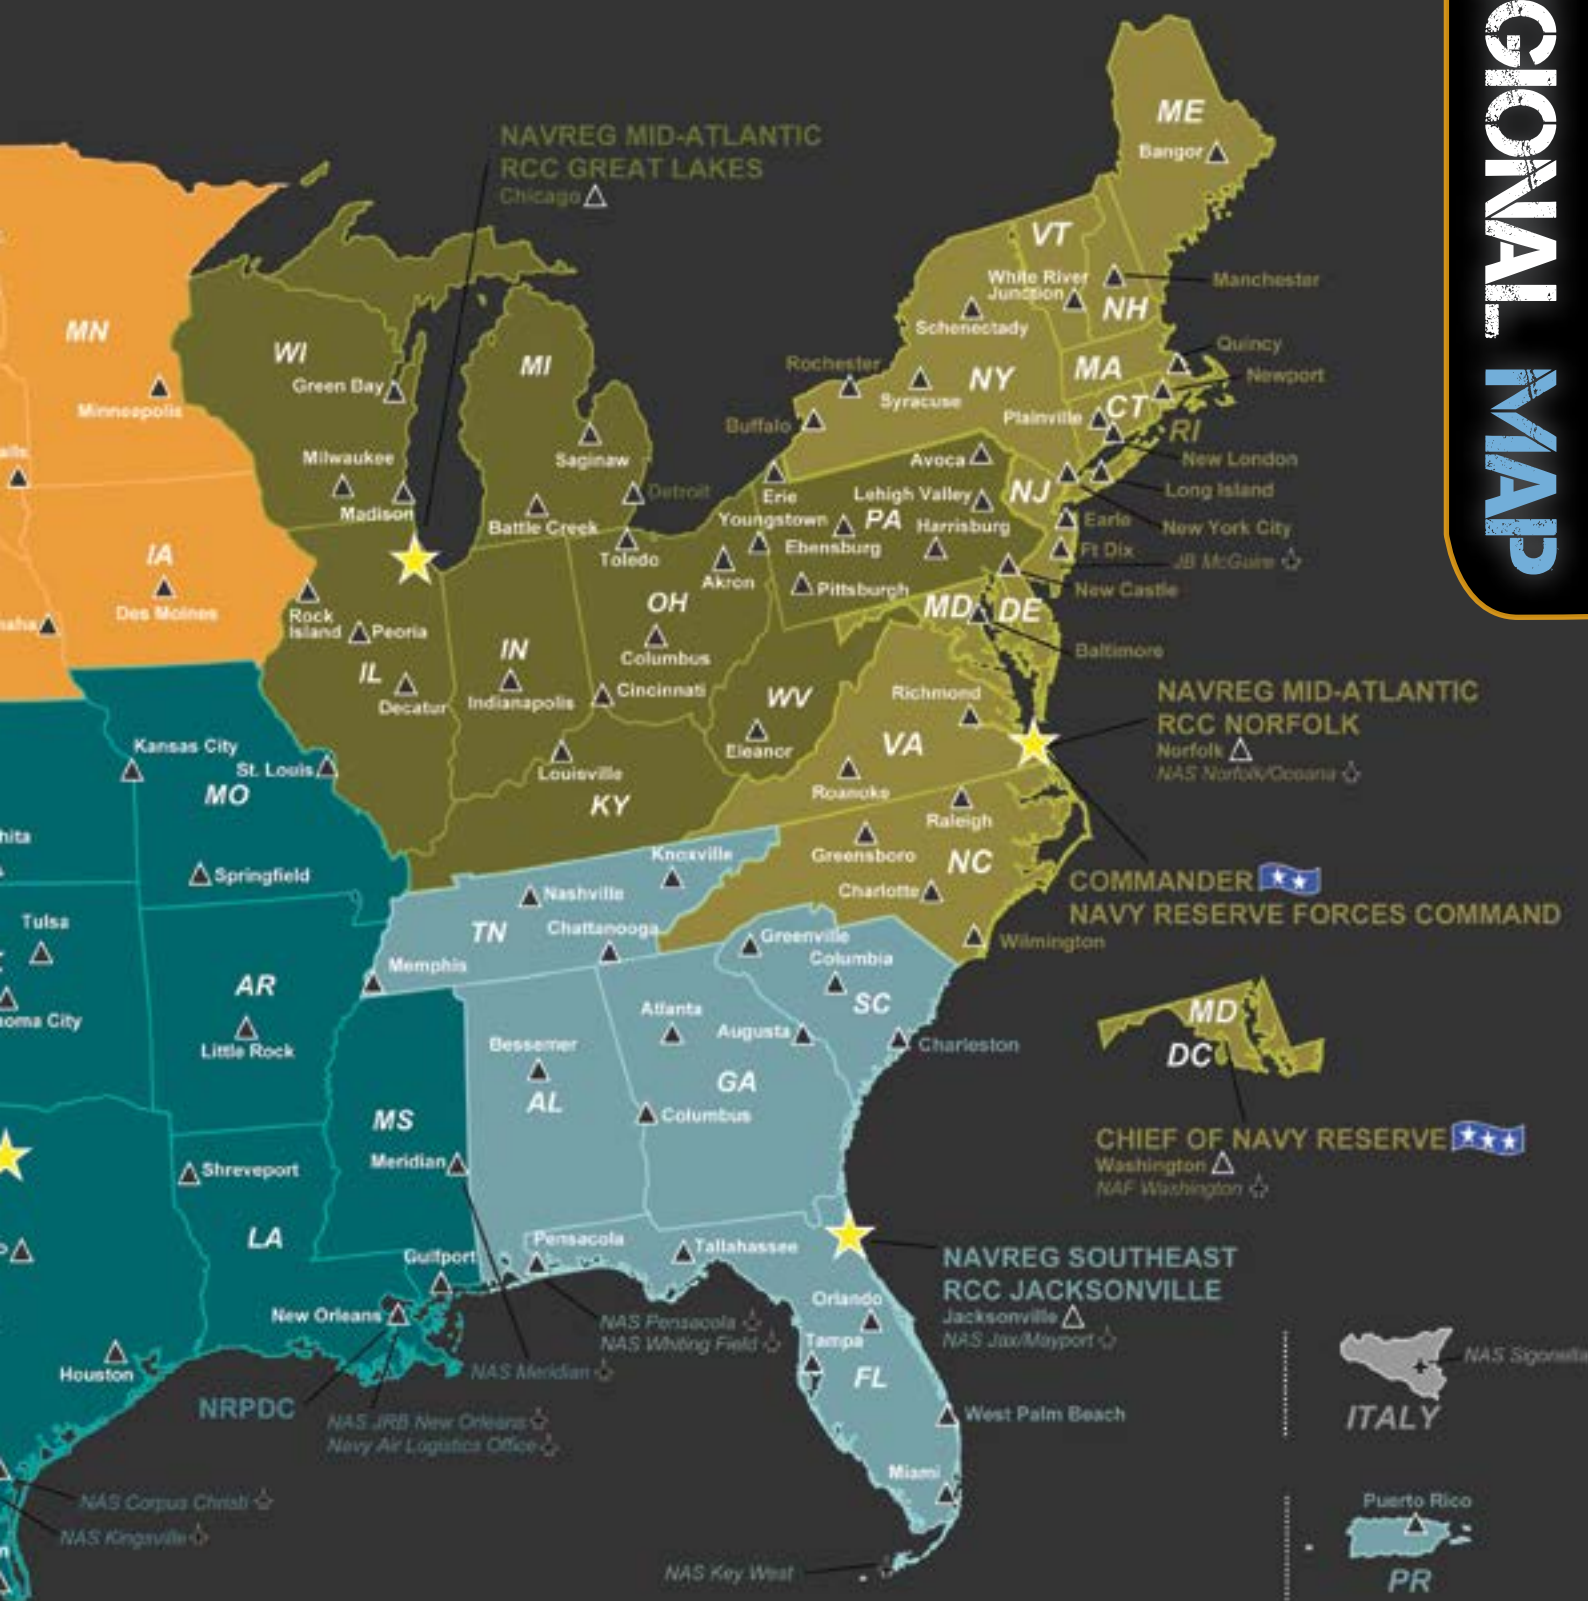 GIONAL MAP
NAVREG MID-ATLANTIC
RCC GREAT LAKES
Chicago
ME
Bangor
VT
White River
Junction
NH
Manchester
Schenectady
MN
Minneapolis
WI
Green Bay
Milwaukee
Madison
MI
Saginaw
Battle Creek
Detroit
Rochester
Syracuse
Buffalo
NY
MA
Quincy
Newport
Plainville
CT
RI
New London
Long Island
New York City
Avoca
Erie
Lehigh Valley
NJ
Youngstown
PA
Harrisburg
Ebensburg
Pittsburgh
Earle
Ft Dix
JB McGuire
New Castle
MD
DE
Baltimore
IA
Des Moines
Rock
Island
Peoria
IL
Decatur
IN
Indianapolis
Toledo
Akron
OH
Columbus
Cincinnati
WV
Eleanor
Louisville
KY
Richmond
VA
Roanoke
NAVREG MID-ATLANTIC
RCC NORFOLK
Norfolk
NAS Norfolk/Oceana
Raleigh
Greensboro
NC
Charlotte
Wilmington
COMMANDER
NAVY RESERVE FORCES COMMAND
Kansas City
St. Louis
MO
Springfield
hita
Tulsa
oma City
AR
Little Rock
Knoxville
Nashville
TN
Chattanooga
Memphis
Greenville
Columbia
SC
Charleston
Atlanta
Augusta
GA
Columbus
Bessemer
AL
MS
Meridian
Shreveport
LA
Gulfport
New Orleans
Houston
MD
DC
CHIEF OF NAVY RESERVE
Washington
NAF Washington
Pensacola
Tallahassee
NAVREG SOUTHEAST
RCC JACKSONVILLE
Jacksonville
NAS Jax/Mayport
Orlando
Tampa
FL
West Palm Beach
Miami
NAS Pensacola
NAS Whiting Field
NAS Meridian
NRPDC
NAS JRB New Orleans
Navy Air Logistics Office
NAS Corpus Christi
NAS Kingsville
NAS Key West
NAS Sigonella
ITALY
Puerto Rico
PR